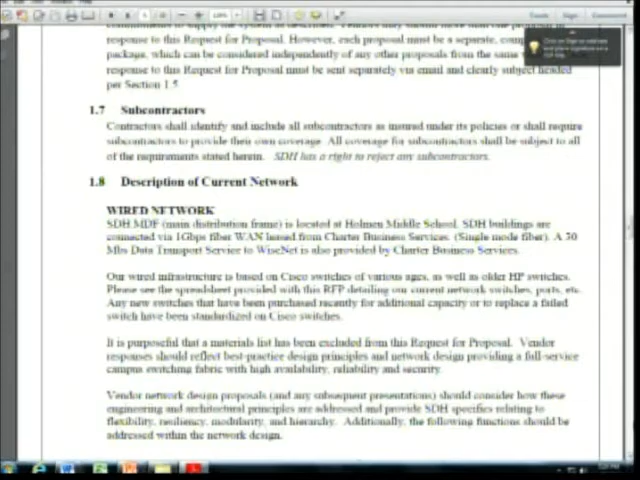 response to this Request for Proposal. However, each proposal must be a separate,
package, which can be considered independently of any other proposals from the same
response to this Request for Proposal must be sent separately via email and clearly subject headed
per Section 1.5
1.7 Subcontractors
Contractors shall identify and include all subcontractors as insured under its policies or shall require
subcontractors to provide their own coverage. All coverage for subcontractors shall be subject to all
of the requirements stated herein. SDH has a right to reject any subcontractors.
1.8 Description of Current Network
WIRED NETWORK
SDH MDF (main distribution frame) is located at Holmen Middle School. SDH buildings are
connected via 1Gbps fiber WAN leased from Charter Business Services. (Single mode fiber). A 30
Mbs Data Transport Service to WiscNet is also provided by Charter Business Services.
Our wired infrastructure is based on Cisco switches of various ages, as well as older HP switches.
Please see the spreadsheet provided with this RFP detailing our current network switches, ports, etc.
Any new switches that have been purchased recently for additional capacity or to replace a failed
switch have been standardized on Cisco switches.
It is purposeful that a materials list has been excluded from this Request for Proposal. Vendor
responses should reflect best-practice design principles and network design providing a full-service
campus switching fabric with high availability, reliability and security.
Vendor network design proposals (and any subsequent presentations) should consider how these
engineering and architectural principles are addressed and provide SDH specifics relating to
flexibility, resiliency, modularity, and hierarchy. Additionally, the following functions should be
addressed within the network design.